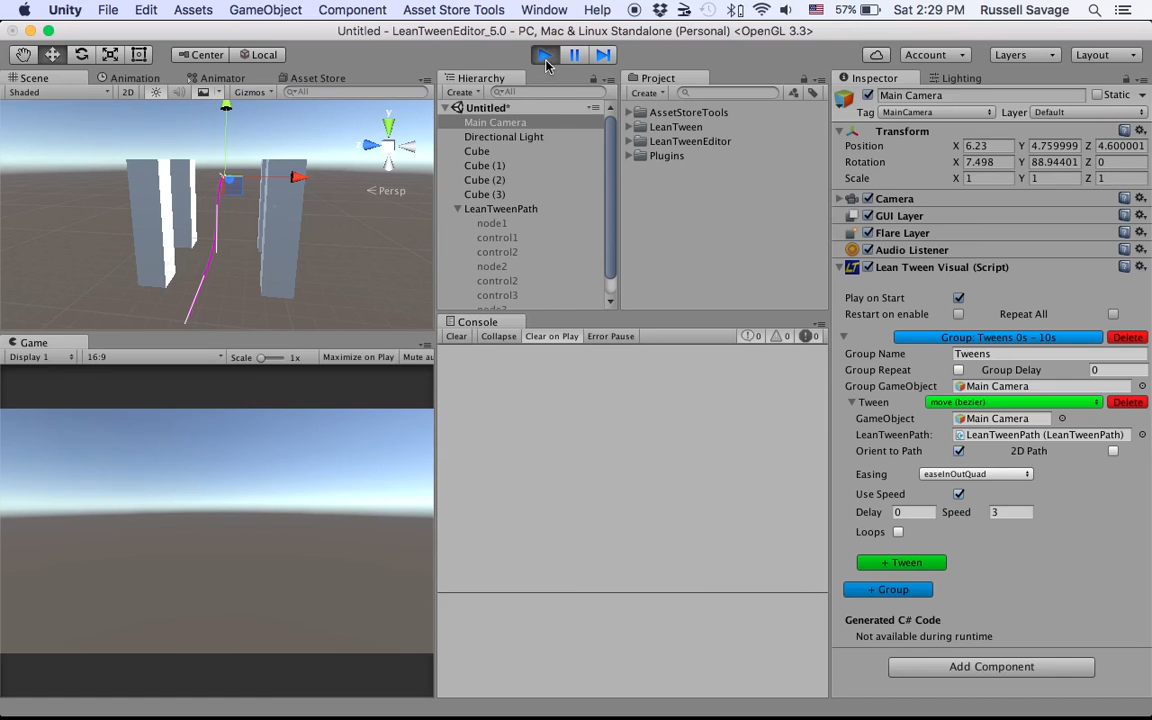 Unity File Edit Assets GameObject Component Asset Store Tools Window Help 57% Sat 2:29 PM Russell Savage
Untitled - LeanTweenEditor_5.0 - PC, Mac & Linux Standalone (Personal) <OpenGL 3.3>
Center Local Account Layers Layout
Scene Animation Animator Asset Store
Shaded 2D Gizmos All
y
Persp
Game
Display 1 16:9 Scale 1x Maximize on Play Mute au
Hierarchy
Create All
Untitled*
Main Camera
Directional Light
Cube
Cube (1)
Cube (2)
Cube (3)
LeanTweenPath
node1
control1
control2
node2
control2
control3
Project
Create
AssetStoreTools
LeanTween
LeanTweenEditor
Plugins
Console
Clear Collapse Clear on Play Error Pause 0 0 0
Inspector Lighting
Main Camera Static
Tag MainCamera Layer Default
Transform
Position X 6.23 Y 4.759999 Z 4.600001
Rotation X 7.498 Y 88.94401 Z 0
Scale X 1 Y 1 Z 1
Camera
GUI Layer
Flare Layer
Audio Listener
LT Lean Tween Visual (Script)
Play on Start
Restart on enable Repeat All
Group: Tweens 0s - 10s Delete
Group Name Tweens
Group Repeat Group Delay 0
Group GameObject Main Camera
Tween move (bezier) Delete
GameObject Main Camera
LeanTweenPath: LeanTweenPath (LeanTweenPath)
Orient to Path 2D Path
Easing easeInOutQuad
Use Speed
Delay 0 Speed 3
Loops
+ Tween
+ Group
Generated C# Code
Not available during runtime
Add Component